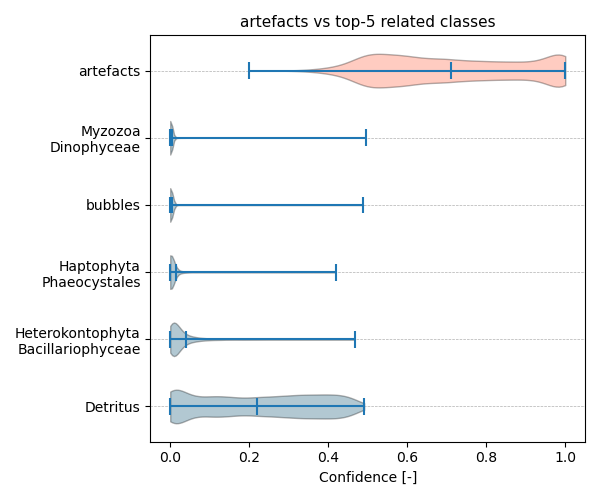 artefacts vs top-5 related classes
artefacts
Myzozoa
Dinophyceae
bubbles
Haptophyta
Phaeocystales
Heterokontophyta
Bacillariophyceae
Detritus
0.0 0.2 0.4 0.6 0.8 1.0
Confidence [-]